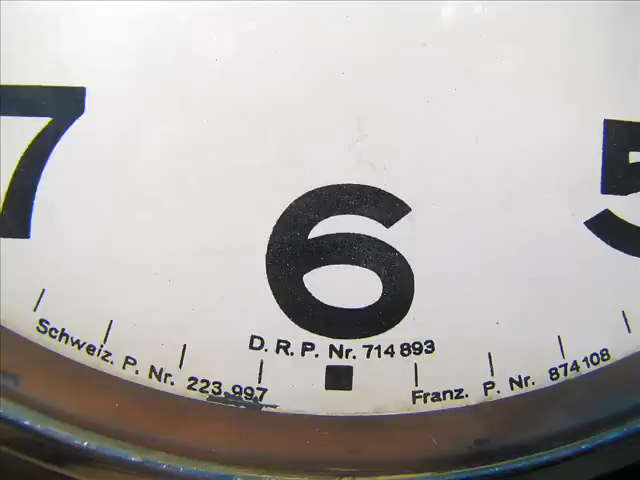 7
6
5
D. R. P. Nr. 714 893
Schweiz. P. Nr. 223.997
Franz. P. Nr. 874 108